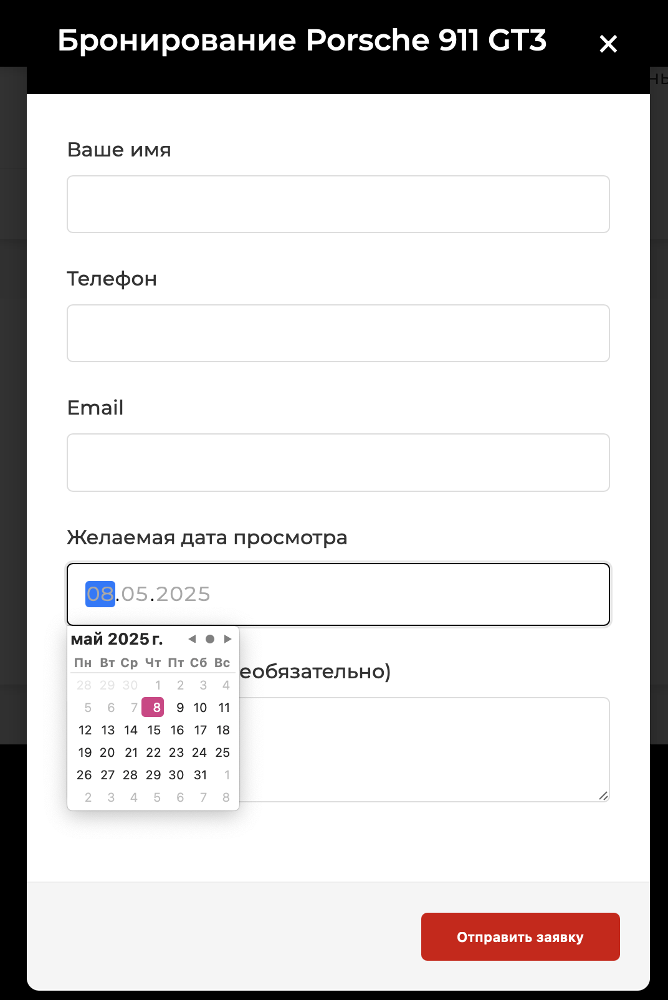 Бронирование Porsche 911 GT3
Ваше имя
Телефон
Email
Желаемая дата просмотра
08.05.2025
май 2025 г.
Пн Вт Ср Чт Пт Сб Вс
28 29 30 1 2 3 4
5 6 7 8 9 10 11
12 13 14 15 16 17 18
19 20 21 22 23 24 25
26 27 28 29 30 31 1
2 3 4 5 6 7 8
еобязательно)
Отправить заявку